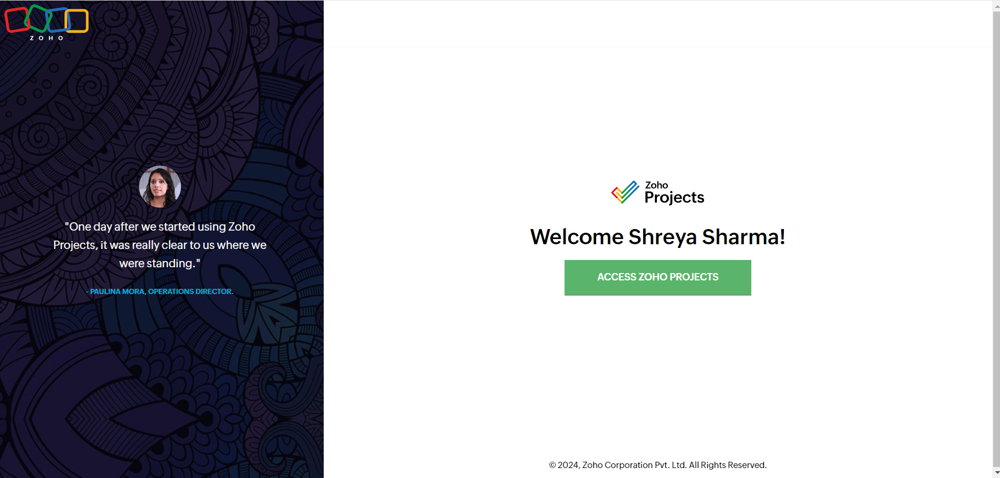 ZOHO
"One day after we started using Zoho
Projects, it was really clear to us where we
were standing."
- PAULINA MORA, OPERATIONS DIRECTOR.
Zoho
Projects
Welcome Shreya Sharma!
ACCESS ZOHO PROJECTS
© 2024, Zoho Corporation Pvt. Ltd. All Rights Reserved.